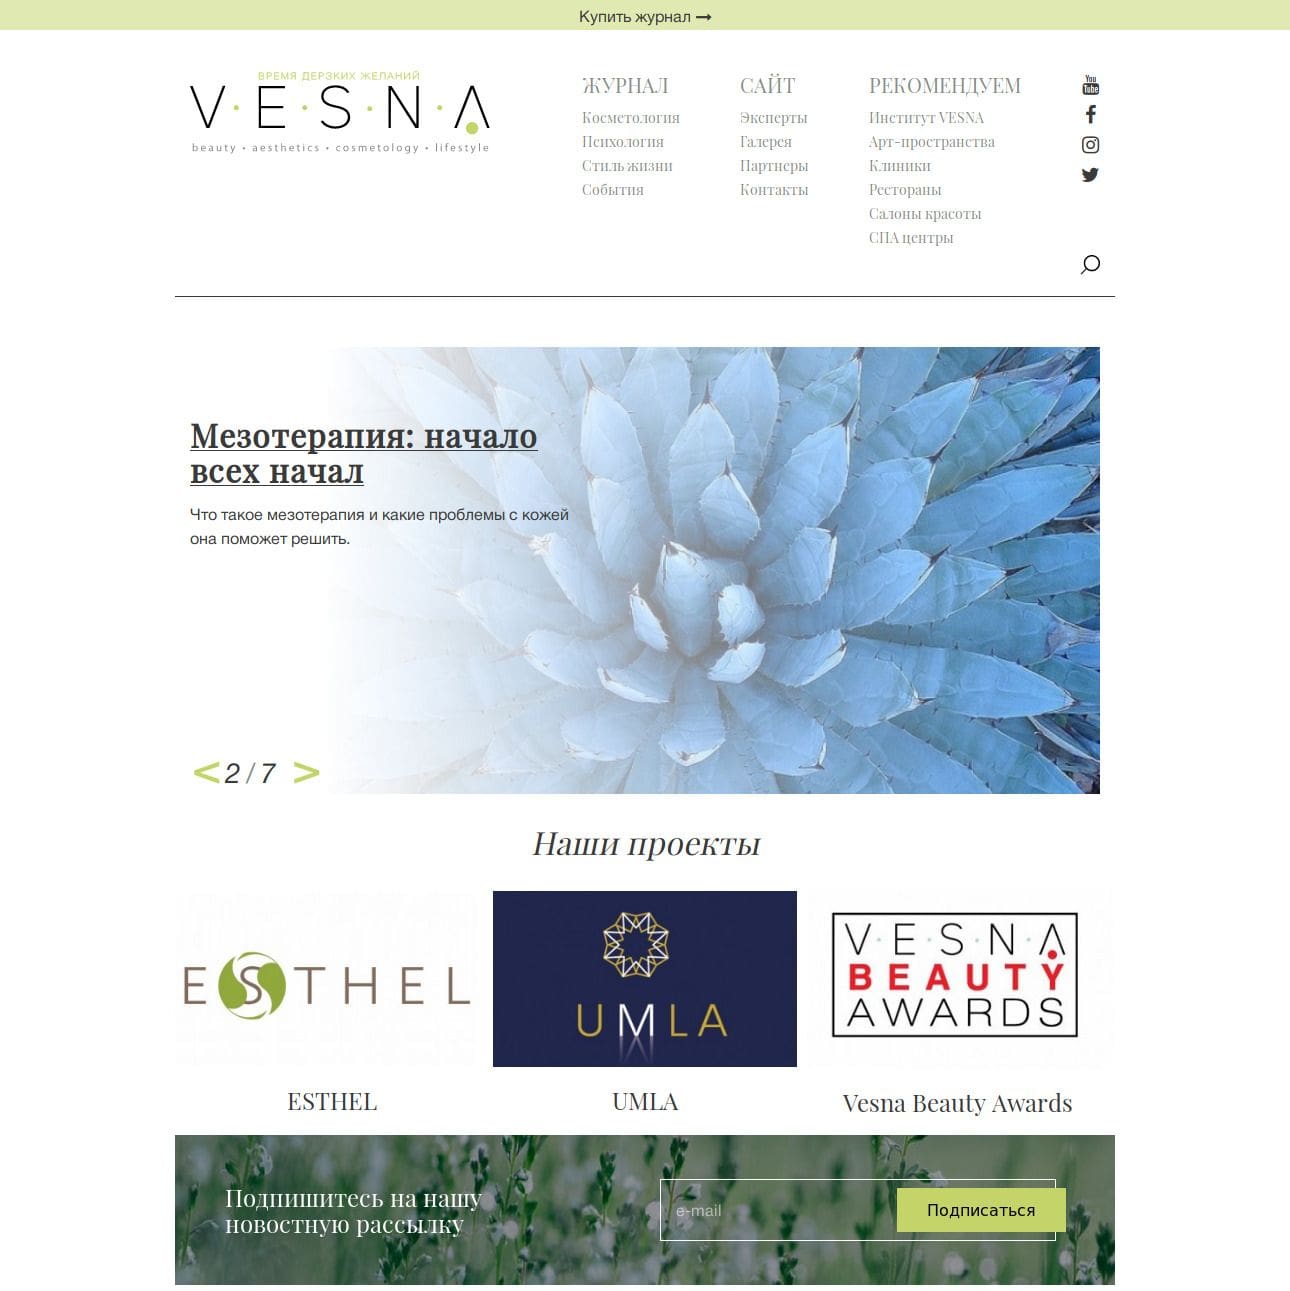 Купить журнал
ВРЕМЯ ДЕРЗКИХ ЖЕЛАНИЙ
V·E·S·N·A
beauty • aesthetics • cosmetology • lifestyle
ЖУРНАЛ
Косметология
Психология
Стиль жизни
События
САЙТ
Эксперты
Галерея
Партнеры
Контакты
РЕКОМЕНДУЕМ
Институт VESNA
Арт-пространства
Клиники
Рестораны
Салоны красоты
СПА центры
You
Tube
Мезотерапия: начало
всех начал
Что такое мезотерапия и какие проблемы с кожей
она поможет решить.
< 2 / 7 >
Наши проекты
ESTHEL
UMLA
V·E·S·N·A
BEAUTY
AWARDS
ESTHEL
UMLA
Vesna Beauty Awards
Подпишитесь на нашу
новостную рассылку
e-mail
Подписаться